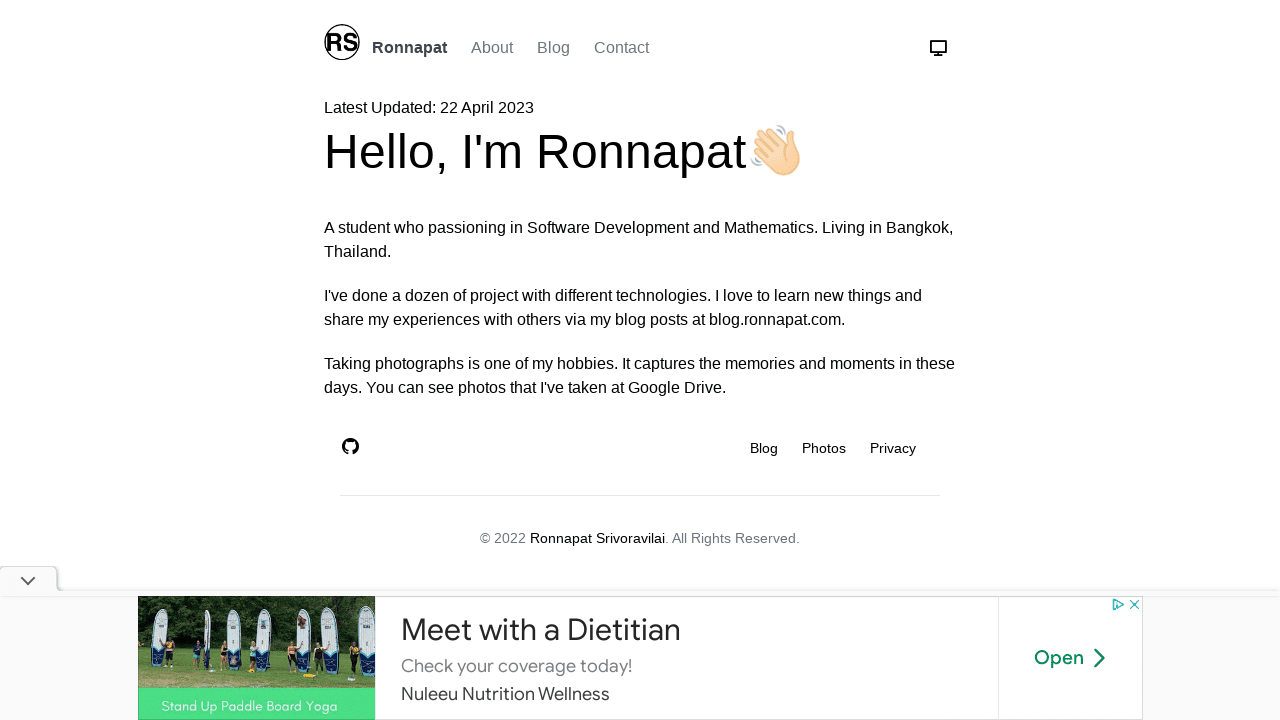 RS
Ronnapat About Blog Contact
Latest Updated: 22 April 2023
Hello, I'm Ronnapat👋🏻
A student who passioning in Software Development and Mathematics. Living in Bangkok,
Thailand.
I've done a dozen of project with different technologies. I love to learn new things and
share my experiences with others via my blog posts at blog.ronnapat.com.
Taking photographs is one of my hobbies. It captures the memories and moments in these
days. You can see photos that I've taken at Google Drive.
Blog Photos Privacy
© 2022 Ronnapat Srivoravilai. All Rights Reserved.
Stand Up Paddle Board Yoga
Meet with a Dietitian
Check your coverage today!
Nuleeu Nutrition Wellness
Open